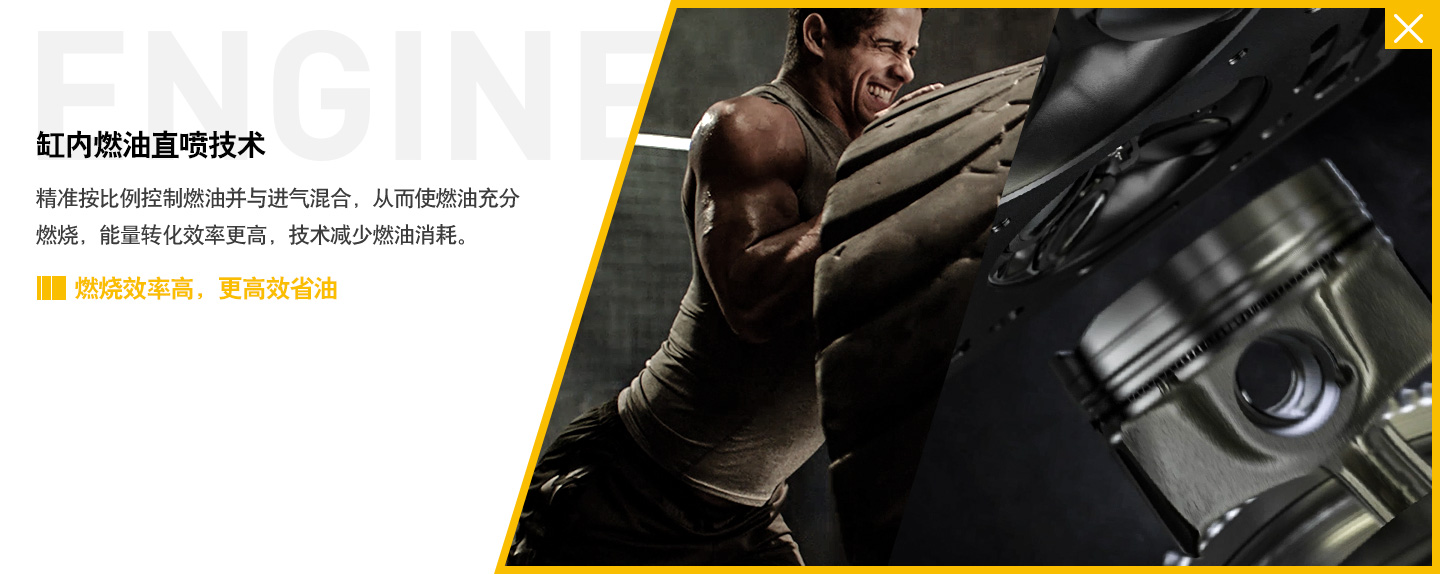 ENGINE
缸内燃油直喷技术
精准按比例控制燃油并与进气混合，从而使燃油充分
燃烧，能量转化效率更高，技术减少燃油消耗。
燃烧效率高，更高效省油